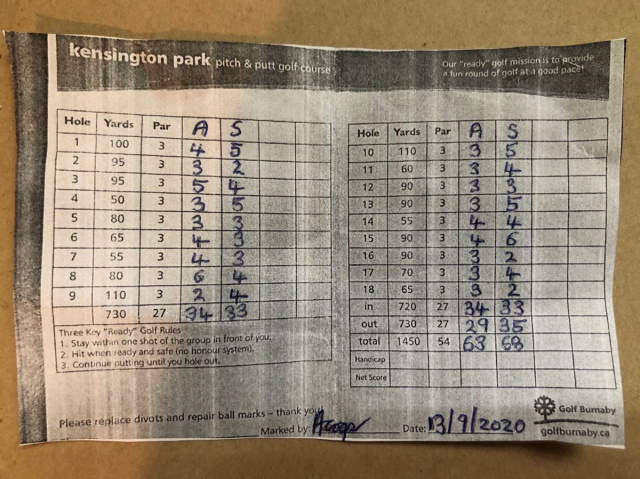 kensington park pitch & putt golf course
Our "ready" golf mission is to provide
a fun round of golf at a good pace!
Hole Yards Par A S
1 100 3 4 5
2 95 3 3 2
3 95 3 5 4
4 50 3 3 5
5 80 3 3 3
6 65 3 4 3
7 55 3 4 3
8 80 3 6 4
9 110 3 2 4
730 27 34 33
Three Key "Ready" Golf Rules
1. Stay within one shot of the group in front of you.
2. Hit when ready and safe (no honour system).
3. Continue putting until you hole out.
Hole Yards Par A S
10 110 3 3 5
11 60 3 3 4
12 90 3 3 3
13 90 3 3 5
14 55 3 4 4
15 90 3 4 6
16 90 3 3 2
17 70 3 3 4
18 65 3 3 2
in 720 27 34 33
out 730 27 29 35
total 1450 54 63 68
Handicap
Net Score
Please replace divots and repair ball marks – thank you!
Marked by: Date: 13/9/2020
Golf Burnaby
golfburnaby.ca